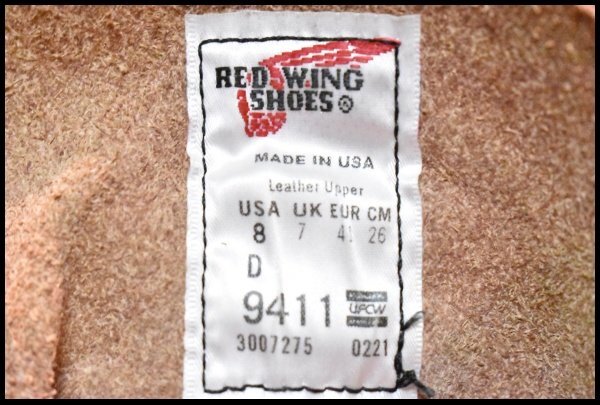 RED WING
SHOES®
MADE IN USA
Leather Upper
USA UK EUR CM
8 7 41 26
D
9411 UFCW
3007275 0221